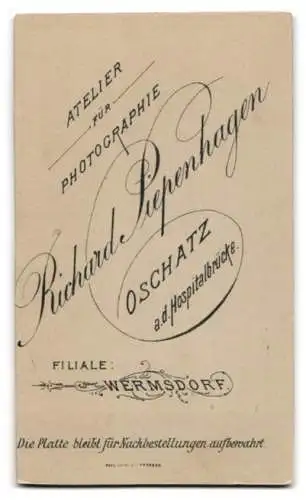 ATELIER
FÜR
PHOTOGRAPHIE
Richard Piepenhagen
OSCHATZ
a.d. Hospitalbrücke.
FILIALE:
WERMSDORF.
Die Platte bleibt für Nachbestellungen aufbewahrt.